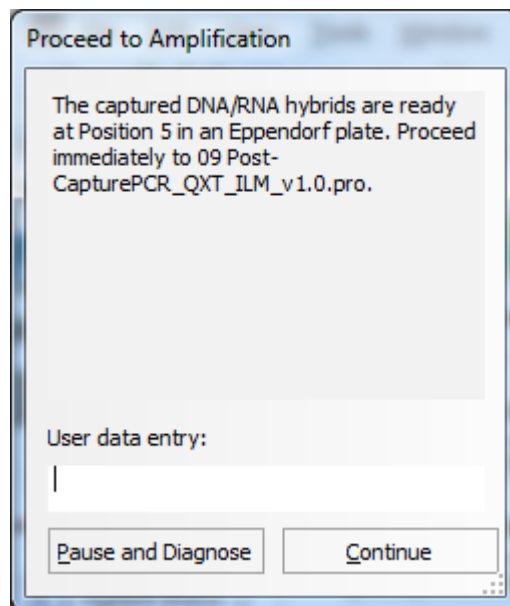 Proceed to Amplification
The captured DNA/RNA hybrids are ready
at Position 5 in an Eppendorf plate. Proceed
immediately to 09 Post-
CapturePCR_QXT_ILM_v1.0.pro.
User data entry:
Pause and Diagnose
Continue